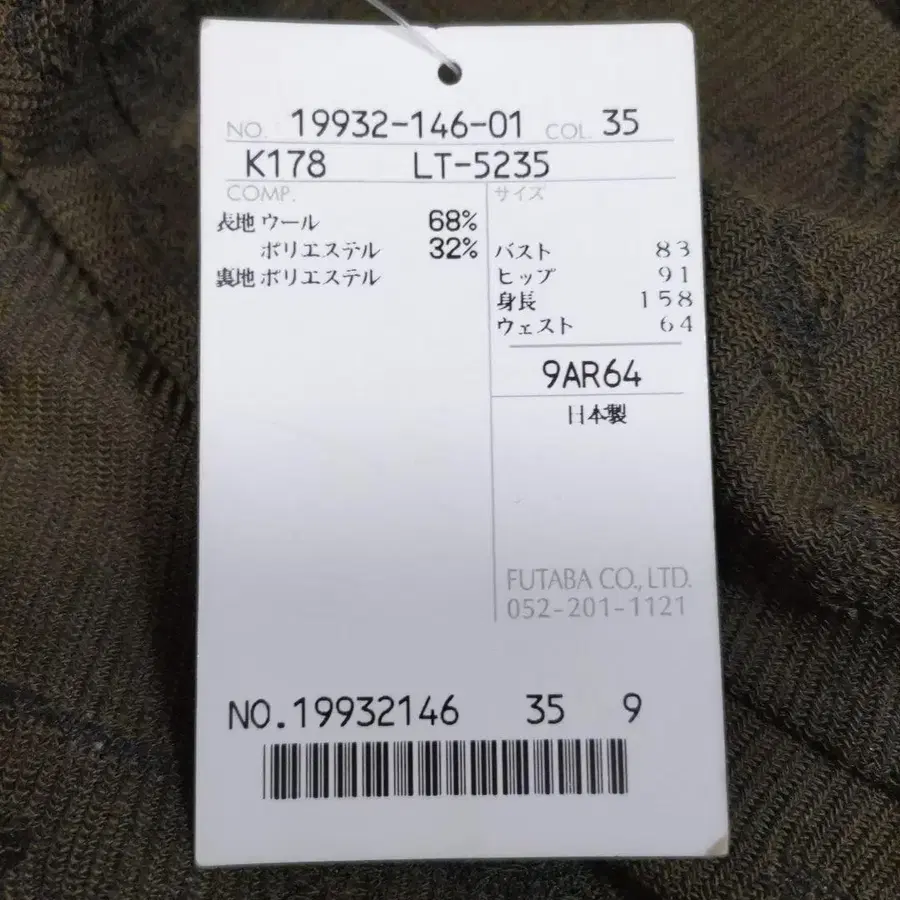 NO. 19932-146-01 COL. 35
K178 LT-5235
COMP.
表地 ウール 68%
ポリエステル 32%
裏地 ポリエステル
サイズ
バスト 83
ヒップ 91
身長 158
ウェスト 64
9AR64
日本製
FUTABA CO., LTD.
052-201-1121
NO.19932146 35 9